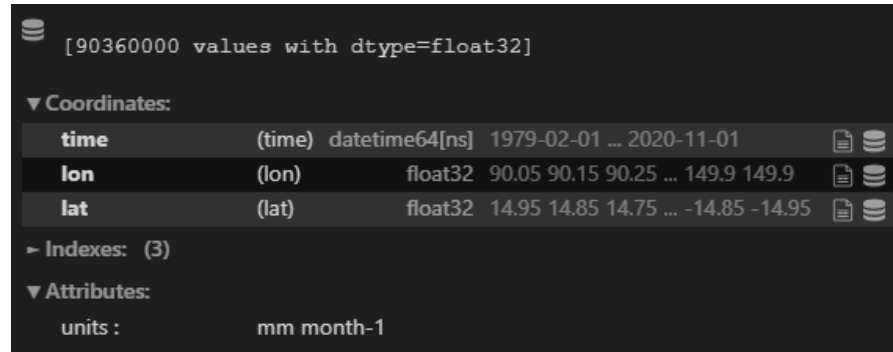 [90360000 values with dtype=float32]
▼ Coordinates:
time (time) datetime64[ns] 1979-02-01 ... 2020-11-01
lon (lon) float32 90.05 90.15 90.25 ... 149.9 149.9
lat (lat) float32 14.95 14.85 14.75 ... -14.85 -14.95
► Indexes: (3)
▼ Attributes:
units : mm month-1